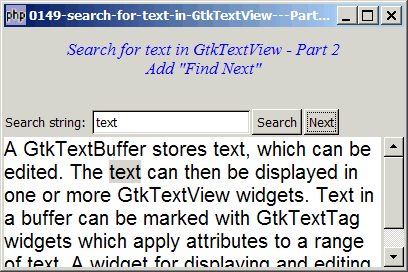 php 0149-search-for-text-in-GtkTextView---Part...
Search for text in GtkTextView - Part 2
Add "Find Next"
Search string: text Search Next
A GtkTextBuffer stores text, which can be
edited. The text can then be displayed in
one or more GtkTextView widgets. Text in
a buffer can be marked with GtkTextTag
widgets which apply attributes to a range
of text. A widget for displaying and editing